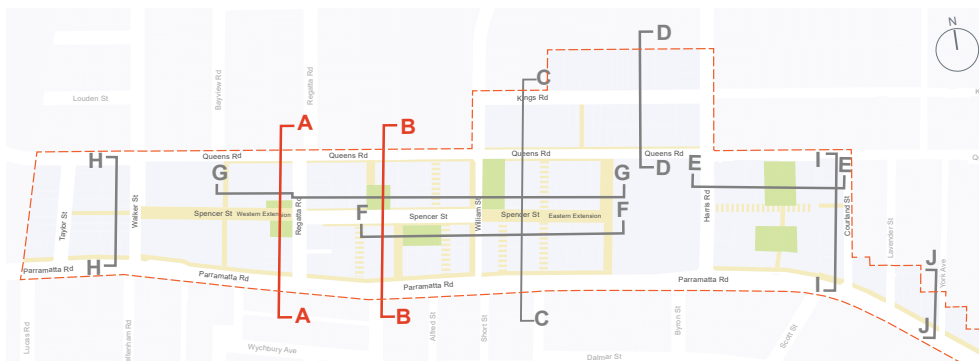 N
D
C
Kings Rd
Louden St
Bayview Rd
Regatta Rd
A
B
Queens Rd
Queens Rd
Queens Rd
Queens Rd
H
G
G
D
E
I
E
Taylor St
Walker St
Spencer St
Western Extension
Regatta Rd
F
Spencer St
William St
Spencer St
Eastern Extension
F
Harris Rd
Courland St
Lavender St
York Ave
H
Parramatta Rd
Parramatta Rd
Parramatta Rd
Parramatta Rd
J
I
A
B
C
J
Lucas Rd
Alfred St
Short St
Byron St
Scott St
Wychbury Ave
Dalmar St